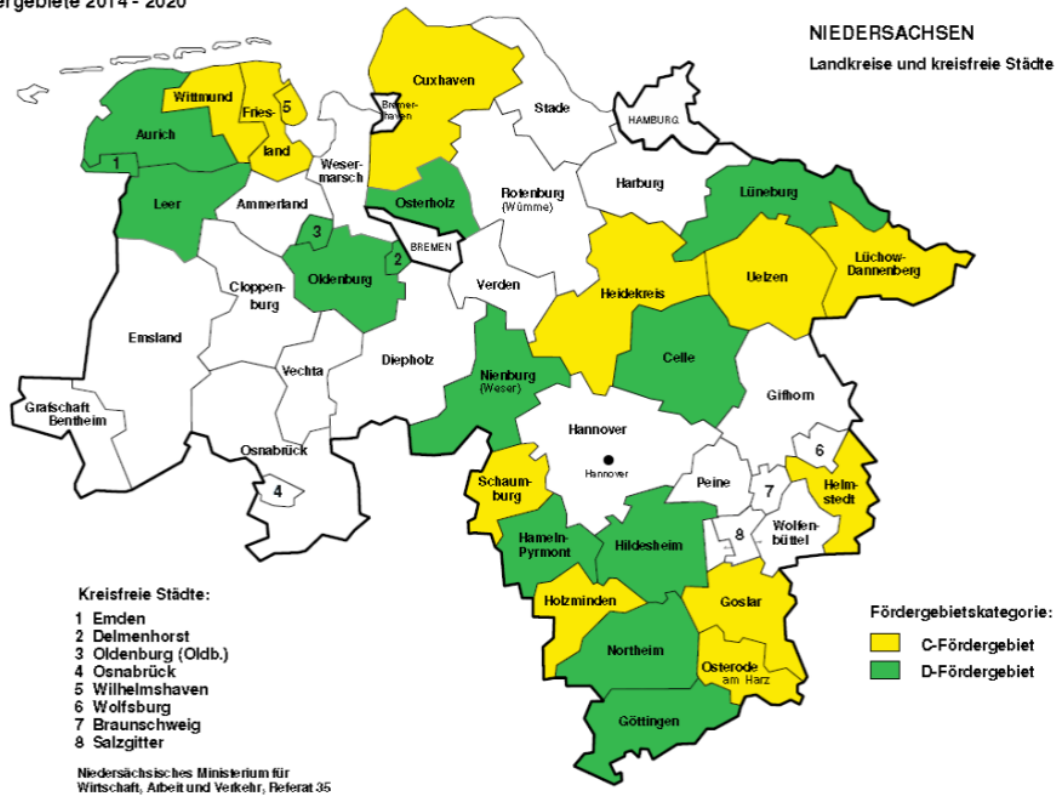 ergebiete 2014 - 2020
NIEDERSACHSEN
Landkreise und kreisfreie Städte
Cuxhaven
Wittmund
Fries-
land
5
Bremer-
haven
Stade
HAMBURG
Aurich
1
Weser-
marsch
Leer
Ammerland
Osterholz
Rotenburg
(Wümme)
Harburg
Lüneburg
3
BREMEN
2
Oldenburg
Verden
Heidekreis
Uelzen
Lüchow-
Dannenberg
Cloppen-
burg
Emsland
Vechta
Diepholz
Nienburg
(Weser)
Celle
Gifhorn
Grafschaft
Bentheim
Hannover
Hannover
Osnabrück
4
Schaum-
burg
Peine
6
7
Helm-
stedt
8
Wolfen-
büttel
Hameln-
Pyrmont
Hildesheim
Holzminden
Goslar
Northeim
Osterode
am Harz
Göttingen
Kreisfreie Städte:
1 Emden
2 Delmenhorst
3 Oldenburg (Oldb.)
4 Osnabrück
5 Wilhelmshaven
6 Wolfsburg
7 Braunschweig
8 Salzgitter
Fördergebietskategorie:
C-Fördergebiet
D-Fördergebiet
Niedersächsisches Ministerium für
Wirtschaft, Arbeit und Verkehr, Referat 35